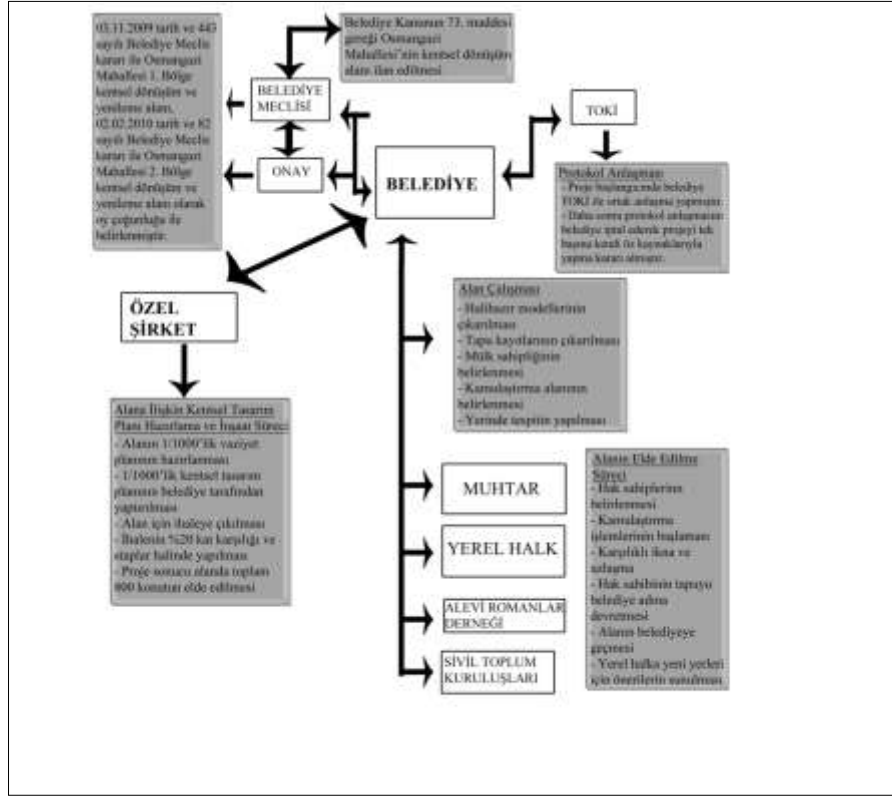 03.11.2009 tarih ve 443
sayılı Belediye Meclis
kararı ile Osmangazi
Mahallesi 1. Bölge
kentsel dönüşüm ve
yenileme alanı,
02.02.2010 tarih ve 82
sayılı Belediye Meclis
kararı ile Osmangazi
Mahallesi 2. Bölge
kentsel dönüşüm ve
yenileme alanı olarak
oy çoğunluğu ile
belirlenmiştir.
Belediye Kanunun 73. maddesi
gereği Osmangazi
Mahallesi'nin kentsel dönüşüm
alanı ilan edilmesi
BELEDİYE
MECLİSİ
ONAY
BELEDİYE
TOKİ
Protokol Anlaşması
- Proje başlangıcında belediye
TOKİ ile ortak anlaşma yapmıştır.
- Daha sonra protokol anlaşmasını
belediye iptal ederek projeyi tek
başına kendi öz kaynaklarıyla
yapma kararı almıştır.
ÖZEL
ŞİRKET
Alana İlişkin Kentsel Tasarım
Planı Hazırlama ve İnşaat Süreci
- Alanın 1/1000'lik vaziyet
planının hazırlanması
- 1/1000'lik kentsel tasarım
planının belediye tarafından
yaptırılması
- Alan için ihaleye çıkılması
- İhalenin %20 kat karşılığı ve
etaplar halinde yapılması
- Proje sonucu alanda toplam
800 konutun elde edilmesi
Alan Çalışması
- Halihazır modellerinin
çıkarılması
- Tapu kayıtlarının çıkarılması
- Mülk sahipliğinin
belirlenmesi
- Kamulaştırma alanının
belirlenmesi
- Yerinde tespitin yapılması
MUHTAR
YEREL HALK
ALEVİ ROMANLAR
DERNEĞİ
SİVİL TOPLUM
KURULUŞLARI
Alanın Elde Edilme
Süreci
- Hak sahiplerinin
belirlenmesi
- Kamulaştırma
işlemlerinin başlaması
- Karşılıklı ikna ve
uzlaşma
- Hak sahibinin tapuyu
belediye adına
devretmesi
- Alanın belediyeye
geçmesi
- Yerel halka yeni yerleri
için önerilerin sunulması